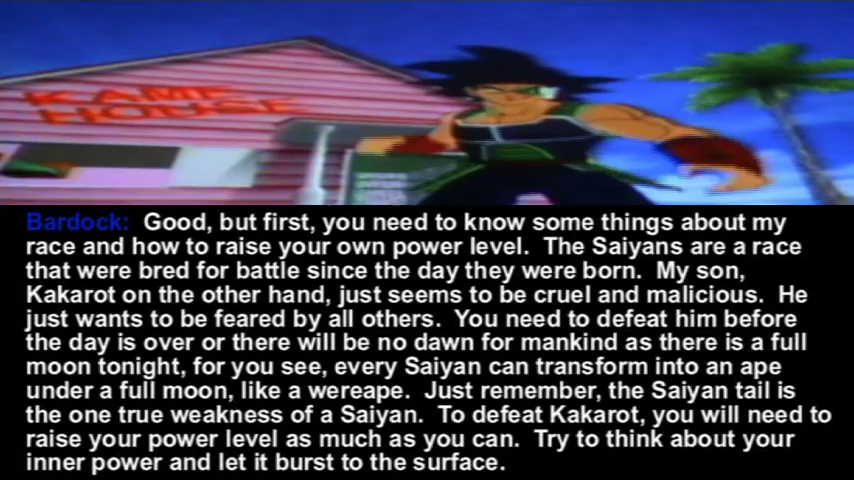 KAME
HOUSE
Bardock: Good, but first, you need to know some things about my
race and how to raise your own power level. The Saiyans are a race
that were bred for battle since the day they were born. My son,
Kakarot on the other hand, just seems to be cruel and malicious. He
just wants to be feared by all others. You need to defeat him before
the day is over or there will be no dawn for mankind as there is a full
moon tonight, for you see, every Saiyan can transform into an ape
under a full moon, like a wereape. Just remember, the Saiyan tail is
the one true weakness of a Saiyan. To defeat Kakarot, you will need to
raise your power level as much as you can. Try to think about your
inner power and let it burst to the surface.